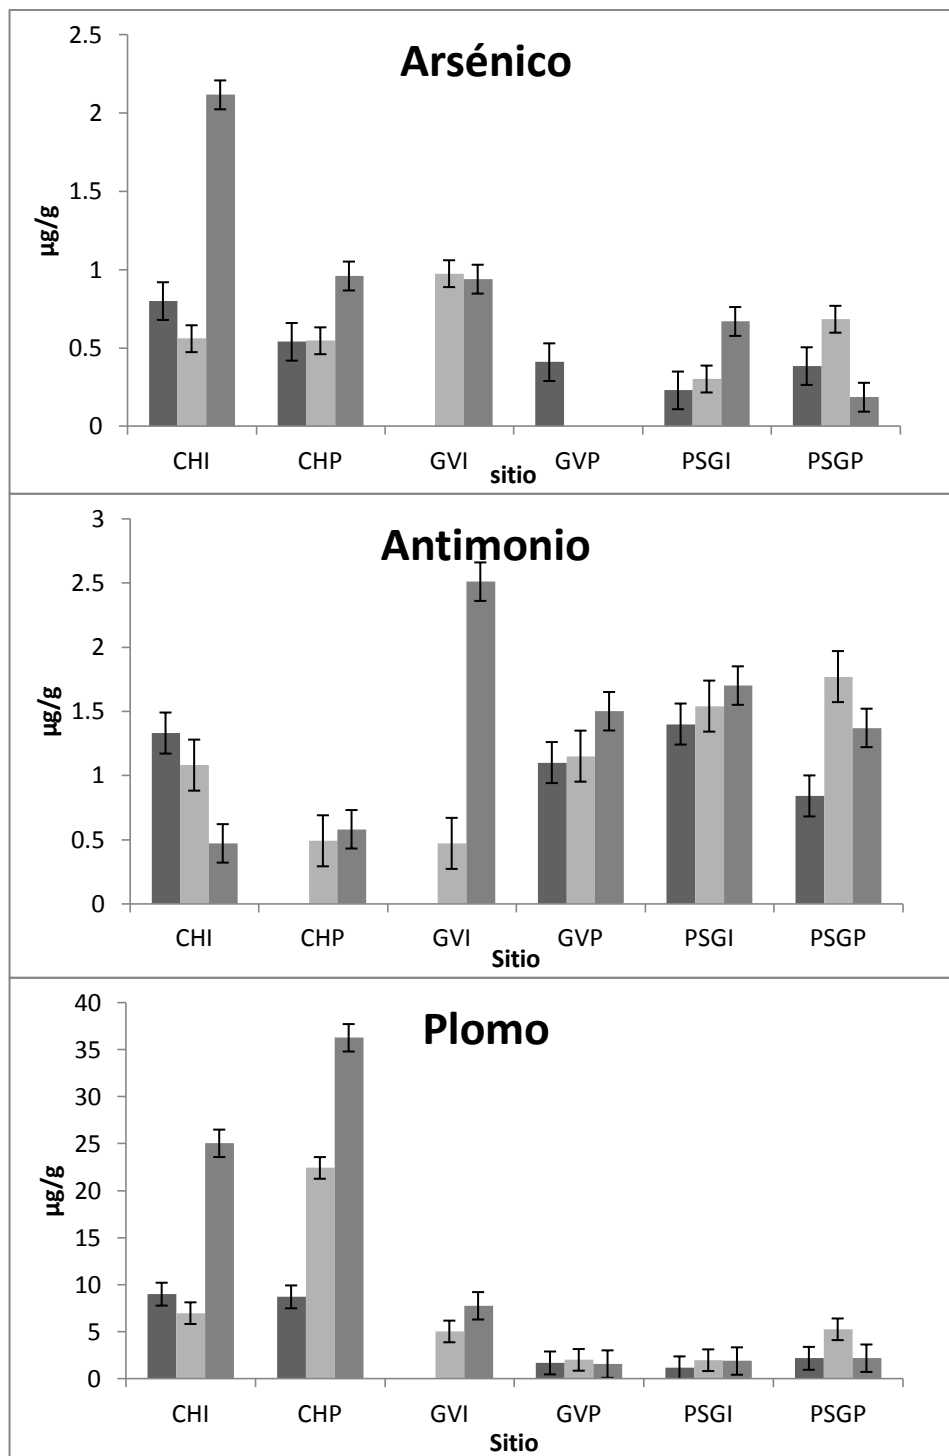 Arsénico
2.5
2
1.5
1
0.5
0
µg/g
CHI CHP GVI GVP PSGI PSGP
sitio
Antimonio
3
2.5
2
1.5
1
0.5
0
µg/g
CHI CHP GVI GVP PSGI PSGP
Sitio
Plomo
40
35
30
25
20
15
10
5
0
µg/g
CHI CHP GVI GVP PSGI PSGP
Sitio